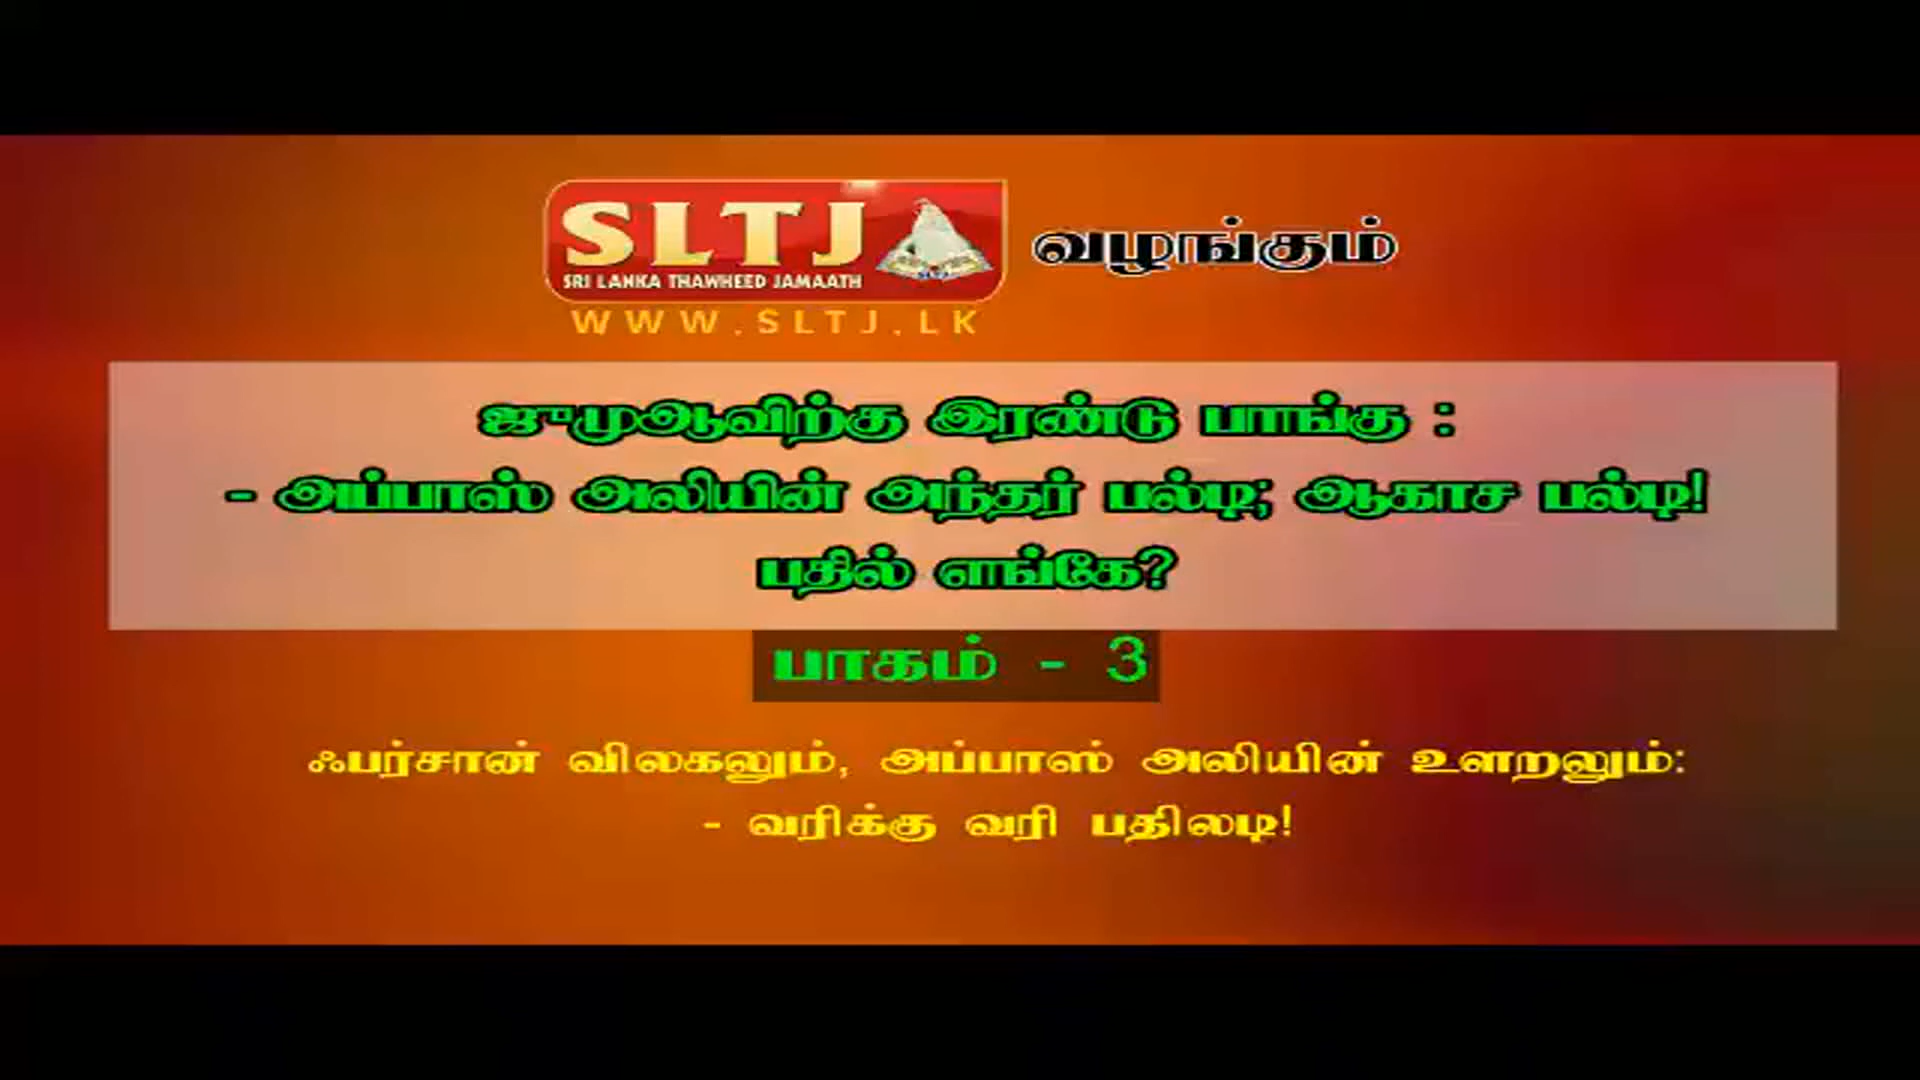 SLTJ
SRI LANKA THAWHEED JAMAATH
WWW.SLTJ.LK
வழங்கும்
ஜுமுஆவிற்கு இரண்டு பாங்கு :
- அப்பாஸ் அலியின் அந்தர் பல்டி; ஆகாச பல்டி!
பதில் எங்கே?
பாகம் - 3
ஃபர்சான் விலகலும், அப்பாஸ் அலியின் உளறலும்:
- வரிக்கு வரி பதிலடி!